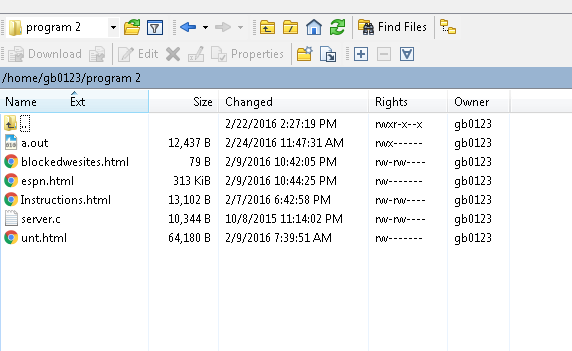 program 2 Find Files
Download Edit Properties
/home/gb0123/program 2
Name Ext Size Changed Rights Owner
.. 2/22/2016 2:27:19 PM rwxr-x--x gb0123
a.out 12,437 B 2/24/2016 11:47:31 AM rwx------ gb0123
blockedwesites.html 79 B 2/9/2016 10:42:05 PM rw-rw---- gb0123
espn.html 313 KiB 2/9/2016 10:44:25 PM rw------- gb0123
Instructions.html 13,102 B 2/7/2016 6:42:58 PM rw-rw---- gb0123
server.c 10,344 B 10/8/2015 11:14:02 PM rw-rw---- gb0123
unt.html 64,180 B 2/9/2016 7:39:51 AM rw------- gb0123